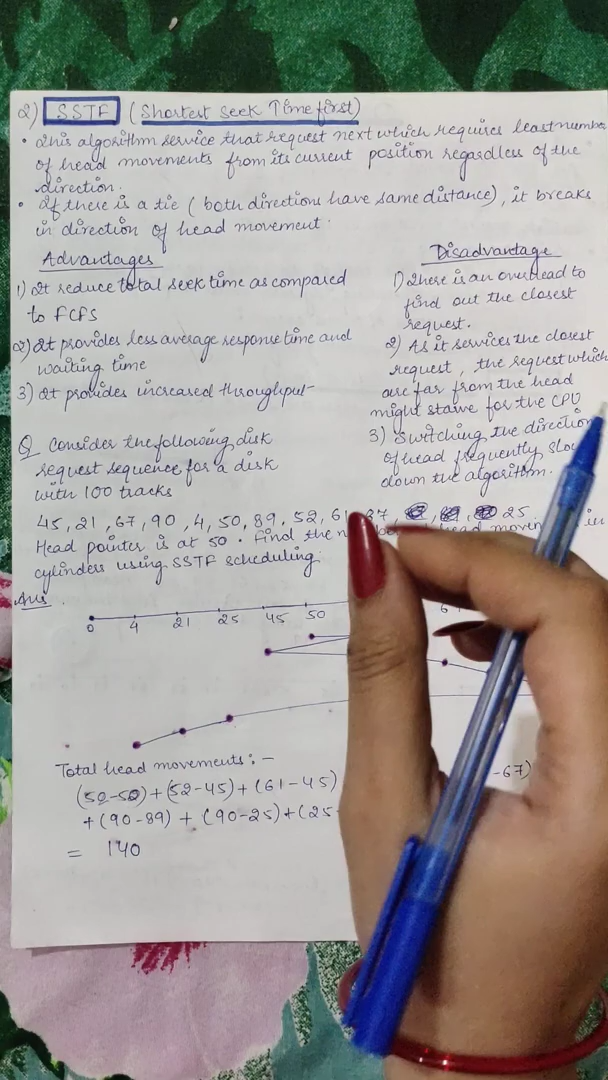 2) SSTF (Shortest Seek Time first)
• This algorithm service that request next which requires least number
of head movements from its current position regardless of the
direction.
• If there is a tie (both directions have same distance), it breaks
in direction of head movement.
Advantages
1) It reduce total seek time as compared
to FCFS
2) It provides less average response time and
waiting time
3) It provides increased throughput
Disadvantage
1) There is an overhead to
find out the closest
request.
2) As it services the closest
request, the request which
are far from the head
might starve for the CPU
3) Switching the direction
of head frequently slow
down the algorithm.
Q Consider the following disk
request sequence for a disk
with 100 tracks
45, 21, 67, 90, 4, 50, 89, 52, 61, 87, 25
Head pointer is at 50. Find the head in
cylinders using SSTF scheduling.
Ans
0 4 21 25 45 50
Total head movements :-
(52-50)+(52-45)+(61-45) -67)
+(90-89)+(90-25)+(25-
= 140